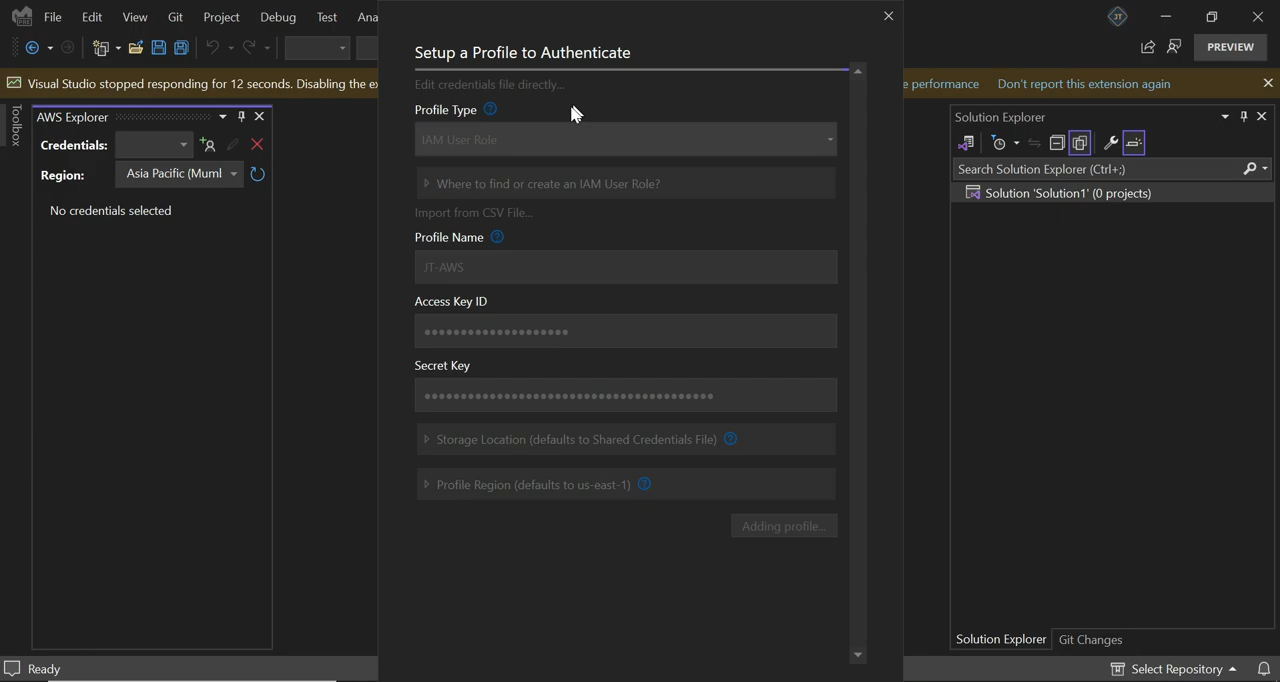 File Edit View Git Project Debug Test Ana
JT
PREVIEW
Visual Studio stopped responding for 12 seconds. Disabling the ex
e performance Don't report this extension again
Toolbox
AWS Explorer
Credentials:
Region: Asia Pacific (Muml
No credentials selected
Setup a Profile to Authenticate
Edit credentials file directly...
Profile Type ?
IAM User Role
Where to find or create an IAM User Role?
Import from CSV File...
Profile Name ?
JT-AWS
Access Key ID
●●●●●●●●●●●●●●●●●●●●
Secret Key
●●●●●●●●●●●●●●●●●●●●●●●●●●●●●●●●●●●●●●●●
Storage Location (defaults to Shared Credentials File) ?
Profile Region (defaults to us-east-1) ?
Adding profile...
Solution Explorer
Search Solution Explorer (Ctrl+;)
Solution 'Solution1' (0 projects)
Solution Explorer Git Changes
Ready
Select Repository